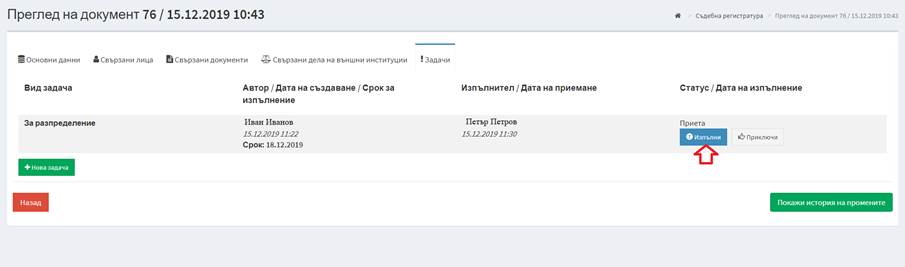 Преглед на документ 76 / 15.12.2019 10:43
Съдебна регистратура / Преглед на документ 76 / 15.12.2019 10:43
Основни данни Свързани лица Свързани документи Свързани дела на външни институции Задачи
Вид задача
Автор / Дата на създаване / Срок за изпълнение
Изпълнител / Дата на приемане
Статус / Дата на изпълнение
За разпределение
Иван Иванов
15.12.2019 11:22
Срок: 18.12.2019
Петър Петров
15.12.2019 11:30
Приета
Изпълни Приключи
+ Нова задача
Назад
Покажи история на промените